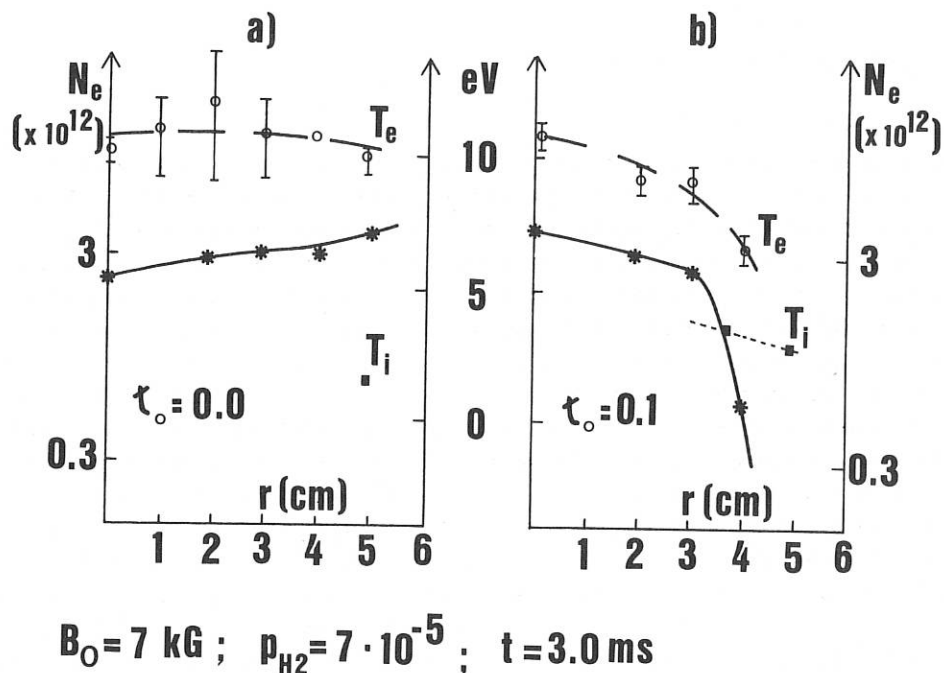 a)
b)
Nₑ
(x 10¹²)
eV
Nₑ
(x 10¹²)
Tₑ
Tₑ
10
3
5
3
Tᵢ
Tᵢ
τₒ = 0.0
0
τₒ = 0.1
0.3
0.3
r (cm)
r (cm)
1 2 3 4 5 6
1 2 3 4 5 6
B₀ = 7 kG ; p_H2 = 7 · 10⁻⁵ ; t = 3.0 ms